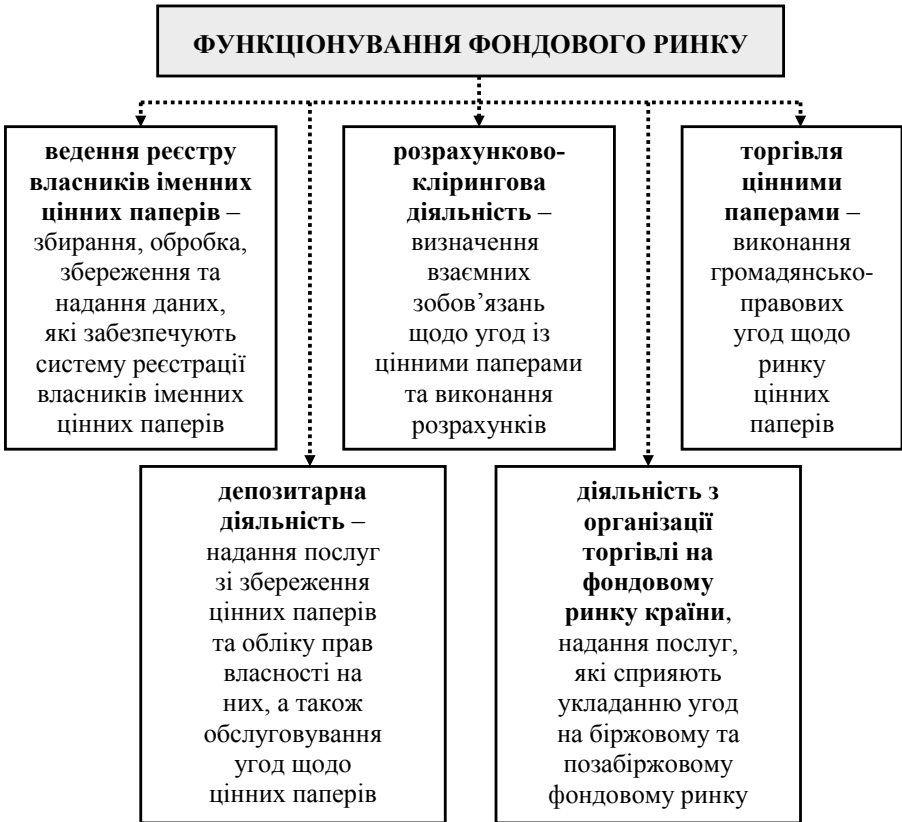 ФУНКЦІОНУВАННЯ ФОНДОВОГО РИНКУ
ведення реєстру
власників іменних
цінних паперів –
збирання, обробка,
збереження та
надання даних,
які забезпечують
систему реєстрації
власників іменних
цінних паперів
розрахунково-
клірингова
діяльність –
визначення
взаємних
зобов’язань
щодо угод із
цінними паперами
та виконання
розрахунків
торгівля
цінними
паперами –
виконання
громадянсько-
правових
угод щодо
ринку
цінних
паперів
депозитарна
діяльність –
надання послуг
зі збереження
цінних паперів
та обліку прав
власності на
них, а також
обслуговування
угод щодо
цінних паперів
діяльність з
організації
торгівлі на
фондовому
ринку країни,
надання послуг,
які сприяють
укладанню угод
на біржовому та
позабіржовому
фондовому ринку